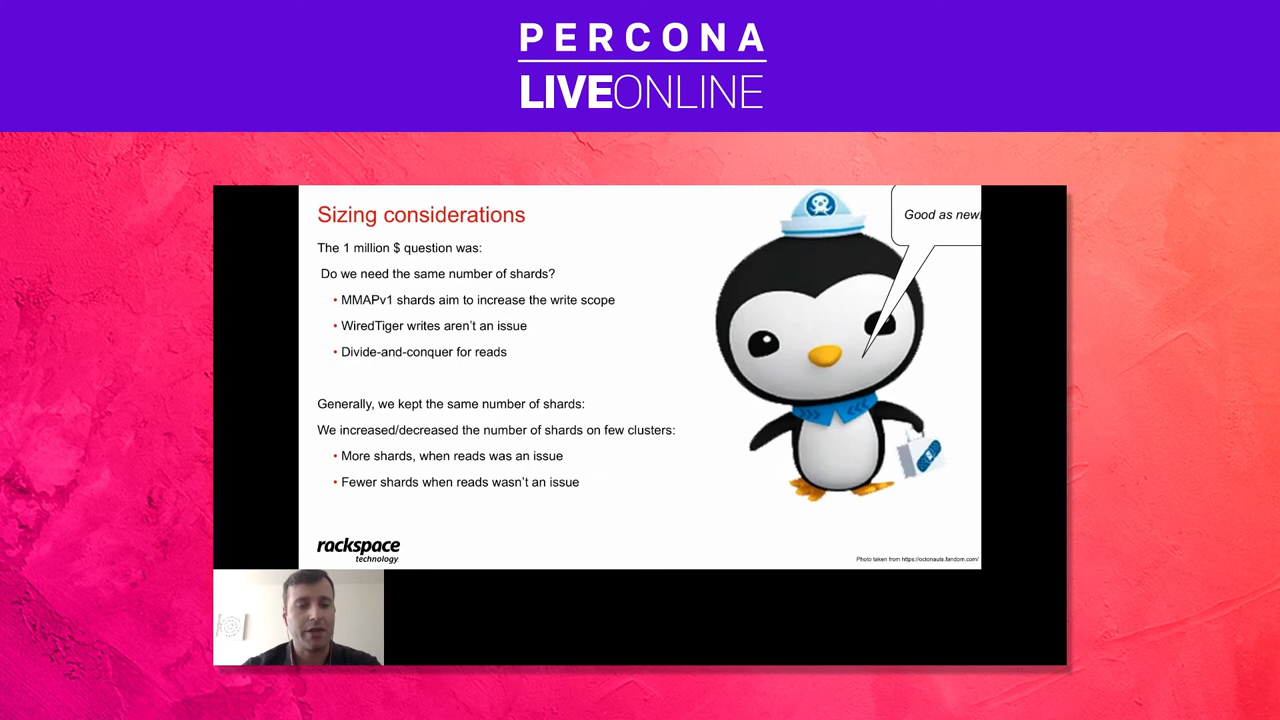 PERCONA
LIVEONLINE
Sizing considerations
Good as new!
The 1 million $ question was:
Do we need the same number of shards?
• MMAPv1 shards aim to increase the write scope
• WiredTiger writes aren't an issue
• Divide-and-conquer for reads
Generally, we kept the same number of shards:
We increased/decreased the number of shards on few clusters:
• More shards, when reads was an issue
• Fewer shards when reads wasn't an issue
rackspace
technology
Photo taken from https://octonauts.fandom.com/